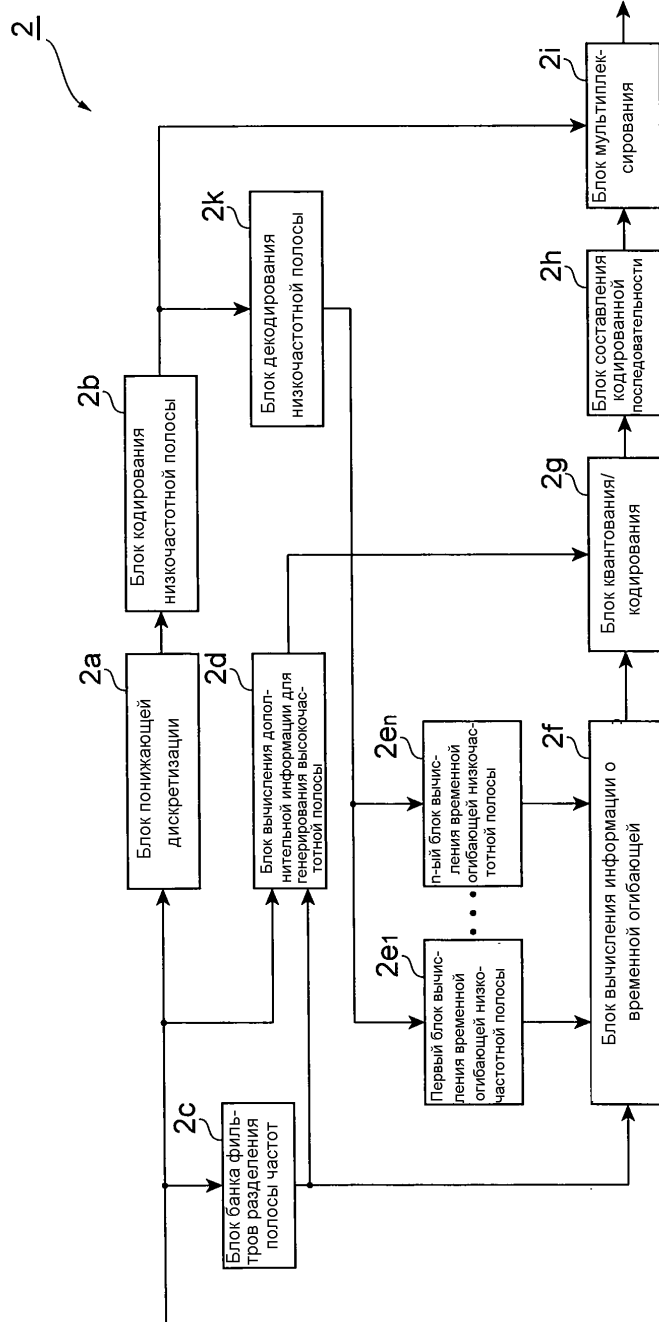 2
2a
Блок понижающей
дискретизации
2b
Блок кодирования
низкочастотной полосы
2k
Блок декодирования
низкочастотной полосы
2i
Блок мультиплек-
сирования
2c
Блок банка филь-
тров разделения
полосы частот
2d
Блок вычисления допол-
нительной информации для
генерирования высокочас-
тотной полосы
2e1
Первый блок вычис-
ления временной
огибающей низко-
частотной полосы
2en
n-ый блок вычис-
ления временной
огибающей низкочас-
тотной полосы
2f
Блок вычисления информации о
временной огибающей
2g
Блок квантования/
кодирования
2h
Блок составления
кодированной
последовательности